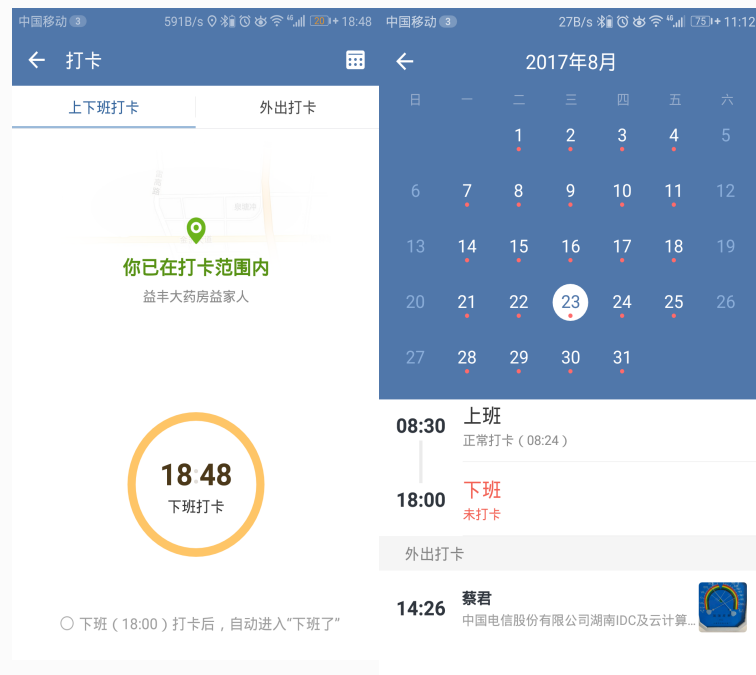 中国移动 3 591B/s 46 20 18:48
打卡
上下班打卡 外出打卡
你已在打卡范围内
益丰大药房益家人
18:48
下班打卡
下班（18:00）打卡后，自动进入“下班了”
中国移动 3 27B/s 46 75 11:12
2017年8月
日 一 二 三 四 五 六
1 2 3 4 5
6 7 8 9 10 11 12
13 14 15 16 17 18 19
20 21 22 23 24 25 26
27 28 29 30 31
08:30 上班
正常打卡（08:24）
18:00 下班
未打卡
外出打卡
14:26 蔡君
中国电信股份有限公司湖南IDC及云计算...